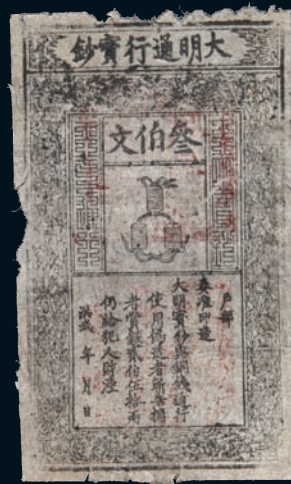 大明通行寶鈔
叁伯文
戶部
奏准印造
大明寶鈔與銅錢通行
使用偽造者斬告捕
者賞銀貳伯伍拾兩
仍給犯人財產
洪武 年 月 日